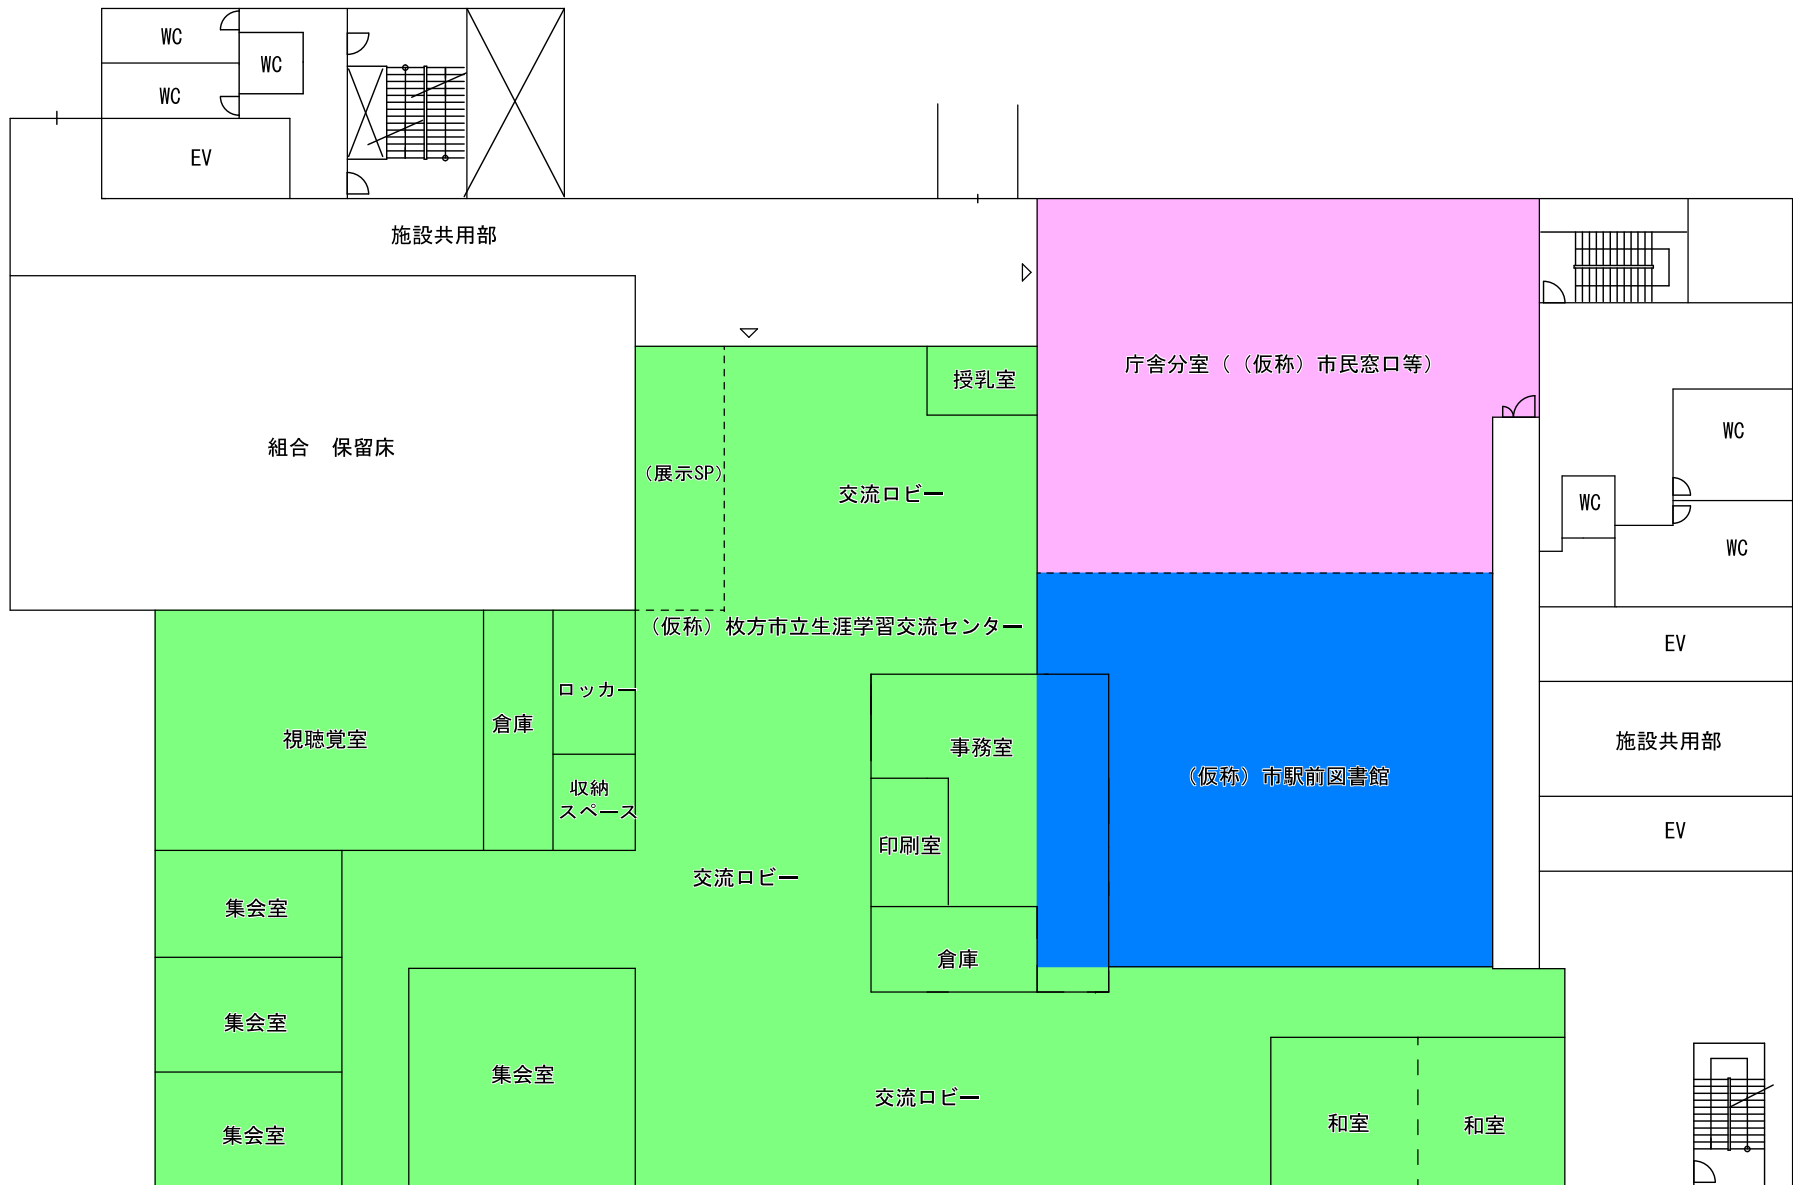 WC
WC
WC
EV
施設共用部
庁舎分室（（仮称）市民窓口等）
授乳室
組合　保留床
（展示SP）
交流ロビー
WC
WC
WC
（仮称）枚方市立生涯学習交流センター
EV
ロッカー
倉庫
視聴覚室
事務室
施設共用部
（仮称）市駅前図書館
収納
スペース
EV
印刷室
交流ロビー
集会室
倉庫
集会室
集会室
交流ロビー
和室
和室
集会室